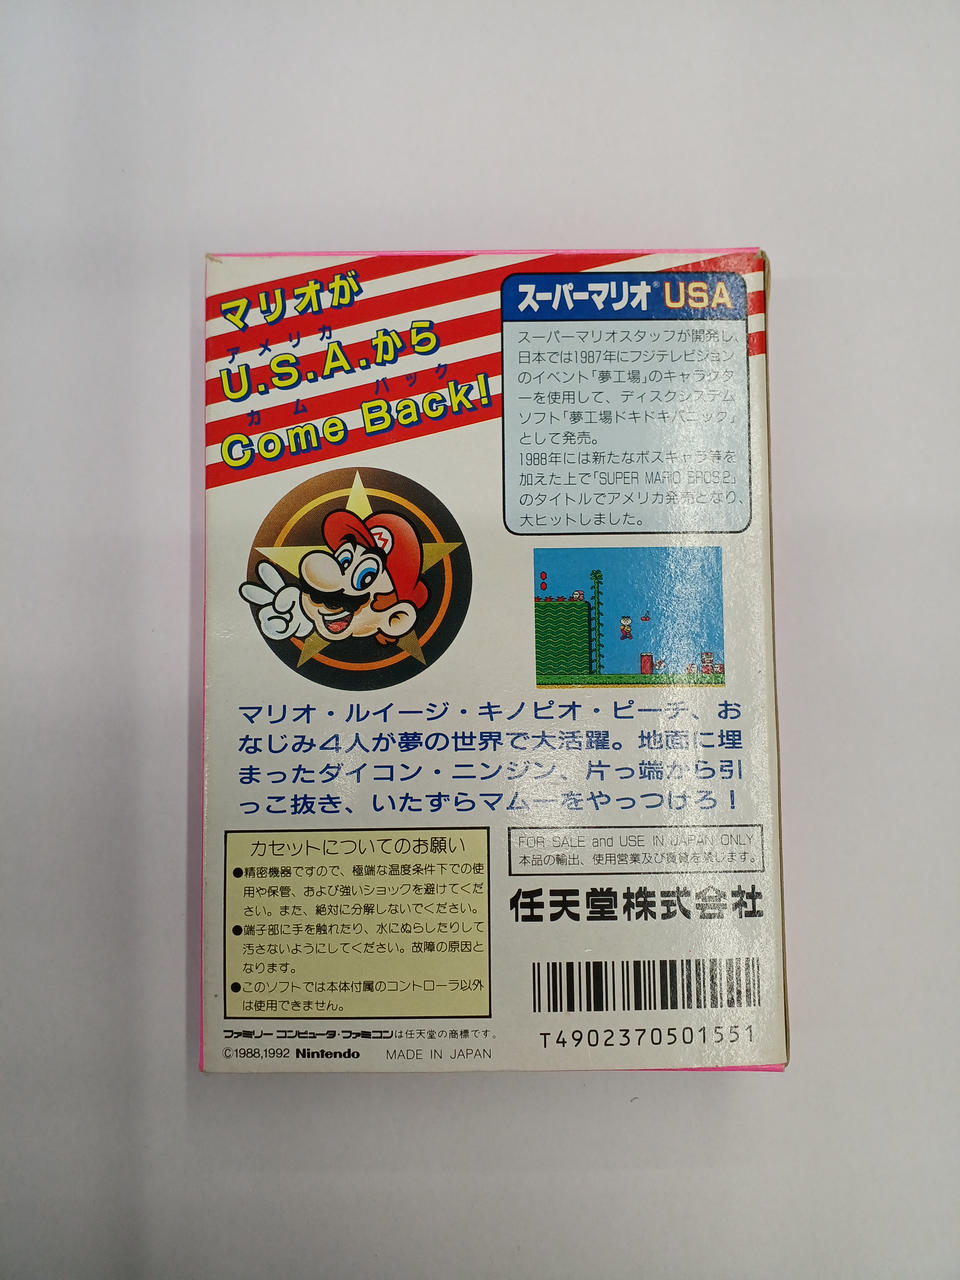 マリオが
アメリカ
U.S.A.から
カム バック
Come Back!
スーパーマリオ® USA
スーパーマリオスタッフが開発し、
日本では1987年にフジテレビジョン
のイベント「夢工場」のキャラクタ
ーを使用して、ディスクシステム
ソフト「夢工場ドキドキパニック」
として発売。
1988年には新たなボスキャラ等を
加えた上で「SUPER MARIO BROS.2」
のタイトルでアメリカ発売となり、
大ヒットしました。
マリオ・ルイージ・キノピオ・ピーチ、お
なじみ4人が夢の世界で大活躍。地面に埋
まったダイコン・ニンジン、片っ端から引
っこ抜き、いたずらマムーをやっつけろ!
カセットについてのお願い
●精密機器ですので、極端な温度条件下での使
用や保管、および強いショックを避けてくだ
さい。また、絶対に分解しないでください。
●端子部に手を触れたり、水にぬらしたりして
汚さないようにしてください。故障の原因と
なります。
●このソフトでは本体付属のコントローラ以外
は使用できません。
ファミリーコンピュータ・ファミコンは任天堂の商標です。
©1988,1992 Nintendo MADE IN JAPAN
FOR SALE and USE IN JAPAN ONLY
本品の輸出、使用営業及び賃貸を禁じます。
任天堂株式会社
T4902370501551